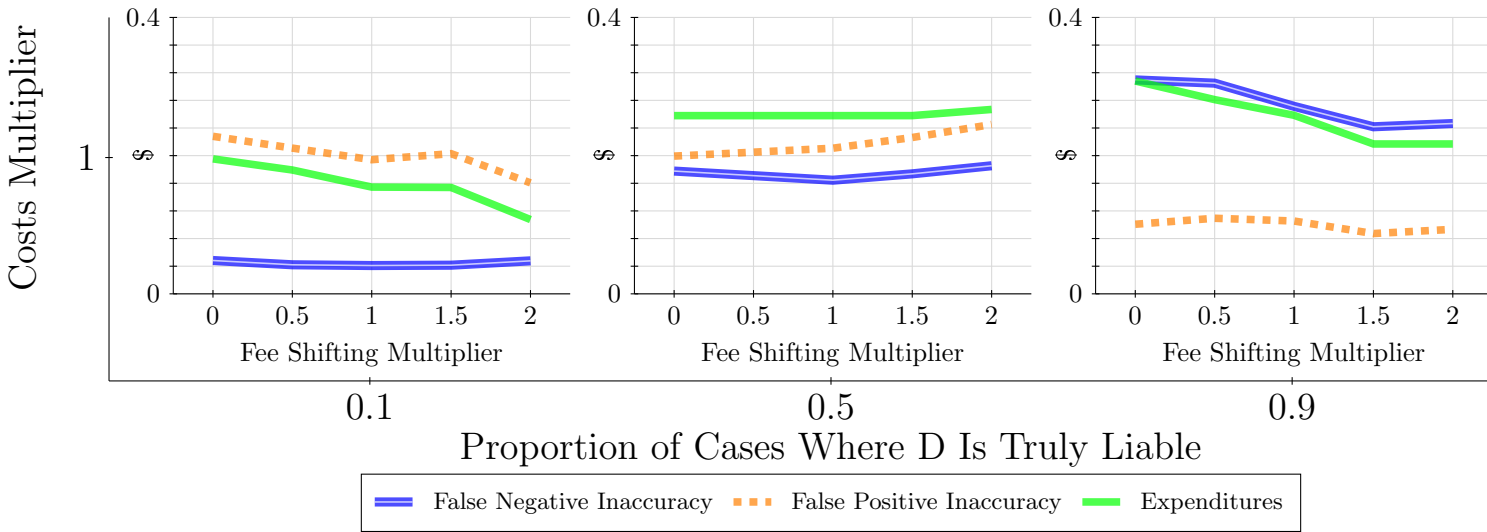 Costs Multiplier
1
0.4
$
0
0 0.5 1 1.5 2
Fee Shifting Multiplier
0.4
$
0
0 0.5 1 1.5 2
Fee Shifting Multiplier
0.4
$
0
0 0.5 1 1.5 2
Fee Shifting Multiplier
0.1 0.5 0.9
Proportion of Cases Where D Is Truly Liable
False Negative Inaccuracy False Positive Inaccuracy Expenditures